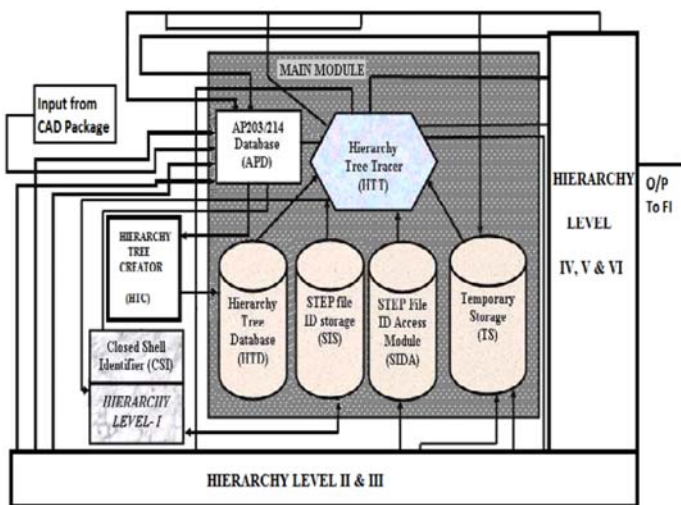 MAIN MODULE
Input from
CAD Package
AP203/214
Database
(APD)
Hierarchy
Tree Tracer
(HTT)
HIERARCHY
LEVEL
IV, V & VI
O/P
To FI
HIERARCHY
TREE
CREATOR
(HTC)
Hierarchy
Tree
Database
(HTD)
STEP file
ID storage
(SIS)
STEP File
ID Access
Module
(SIDA)
Temporary
Storage
(TS)
Closed Shell
Identifier (CSI)
HIERARCHY
LEVEL- I
HIERARCHY LEVEL II & III